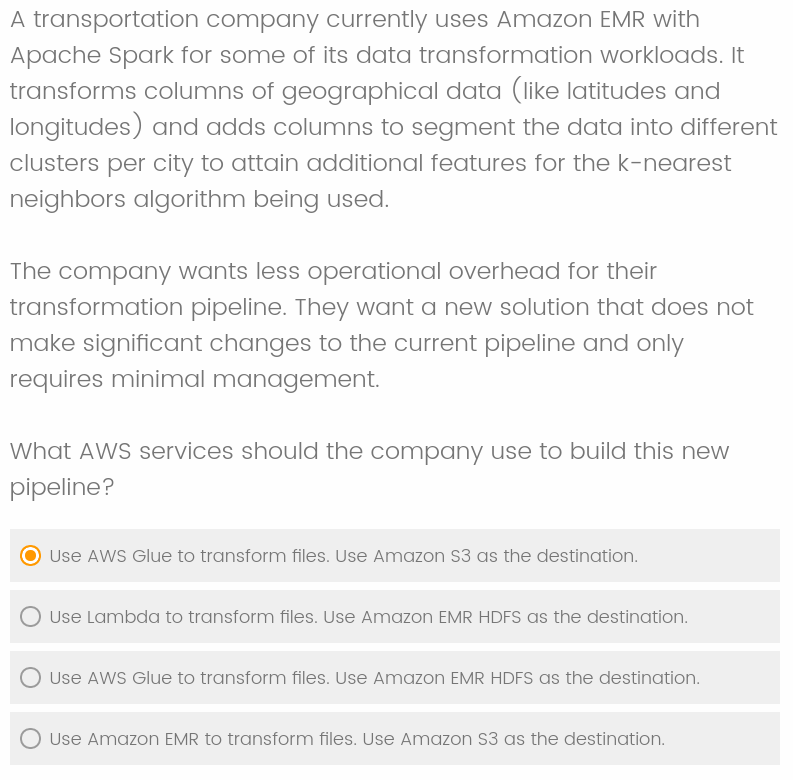 A transportation company currently uses Amazon EMR with
Apache Spark for some of its data transformation workloads. It
transforms columns of geographical data (like latitudes and
longitudes) and adds columns to segment the data into different
clusters per city to attain additional features for the k-nearest
neighbors algorithm being used.
The company wants less operational overhead for their
transformation pipeline. They want a new solution that does not
make significant changes to the current pipeline and only
requires minimal management.
What AWS services should the company use to build this new
pipeline?
Use AWS Glue to transform files. Use Amazon S3 as the destination.
Use Lambda to transform files. Use Amazon EMR HDFS as the destination.
Use AWS Glue to transform files. Use Amazon EMR HDFS as the destination.
Use Amazon EMR to transform files. Use Amazon S3 as the destination.